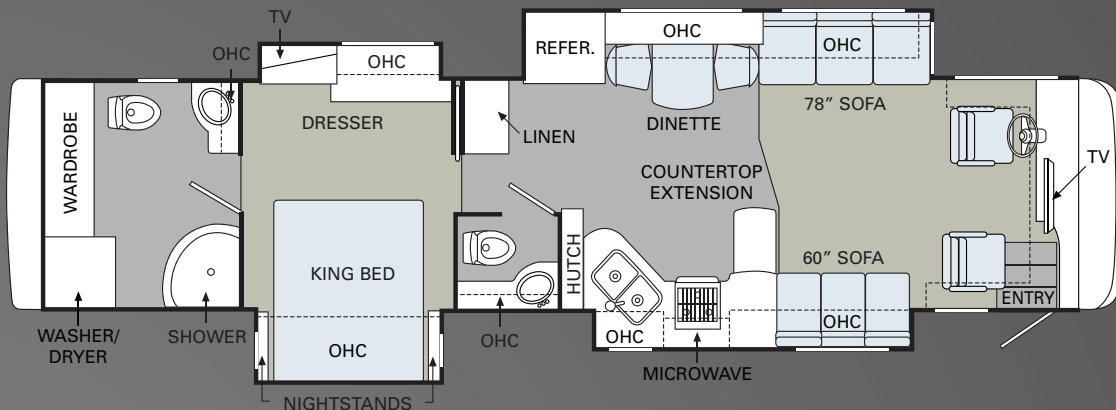 TV
OHC
OHC
REFER.
OHC
OHC
WARDROBE
DRESSER
LINEN
DINETTE
78” SOFA
COUNTERTOP
EXTENSION
TV
KING BED
HUTCH
60” SOFA
ENTRY
WASHER/
DRYER
SHOWER
OHC
OHC
OHC
OHC
MICROWAVE
NIGHTSTANDS